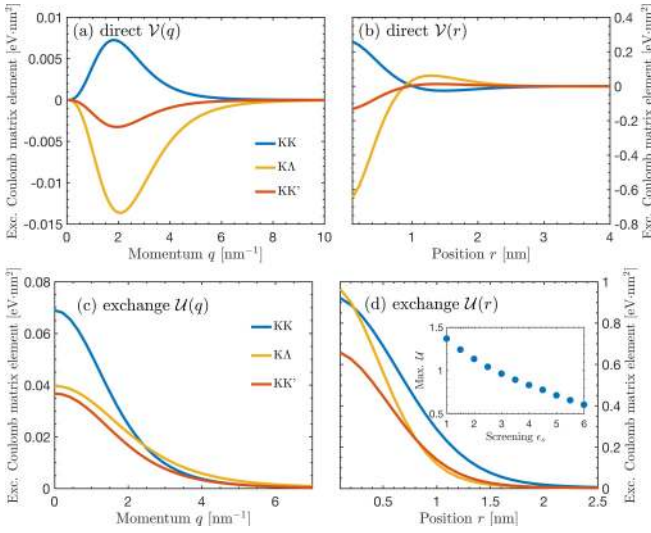 (a) direct 𝒱(q)
Exc. Coulomb matrix element [eV·nm²]
0.01
0.005
0
-0.005
-0.01
-0.015
KK
KΛ
KK'
0 2 4 6 8 10
Momentum q [nm⁻¹]
(b) direct 𝒱(r)
Exc. Coulomb matrix element [eV·nm²]
0.4
0.2
0
-0.2
-0.4
-0.6
-0.8
1 2 3 4
Position r [nm]
(c) exchange 𝒰(q)
Exc. Coulomb matrix element [eV·nm²]
0.08
0.06
0.04
0.02
0
KK
KΛ
KK'
0 2 4 6
Momentum q [nm⁻¹]
(d) exchange 𝒰(r)
Exc. Coulomb matrix element [eV·nm²]
1
0.8
0.6
0.4
0.2
0
0.5 1 1.5 2 2.5
Position r [nm]
Max. 𝒰
1.5
1
0.5
1 2 3 4 5 6
Screening ϵₛ